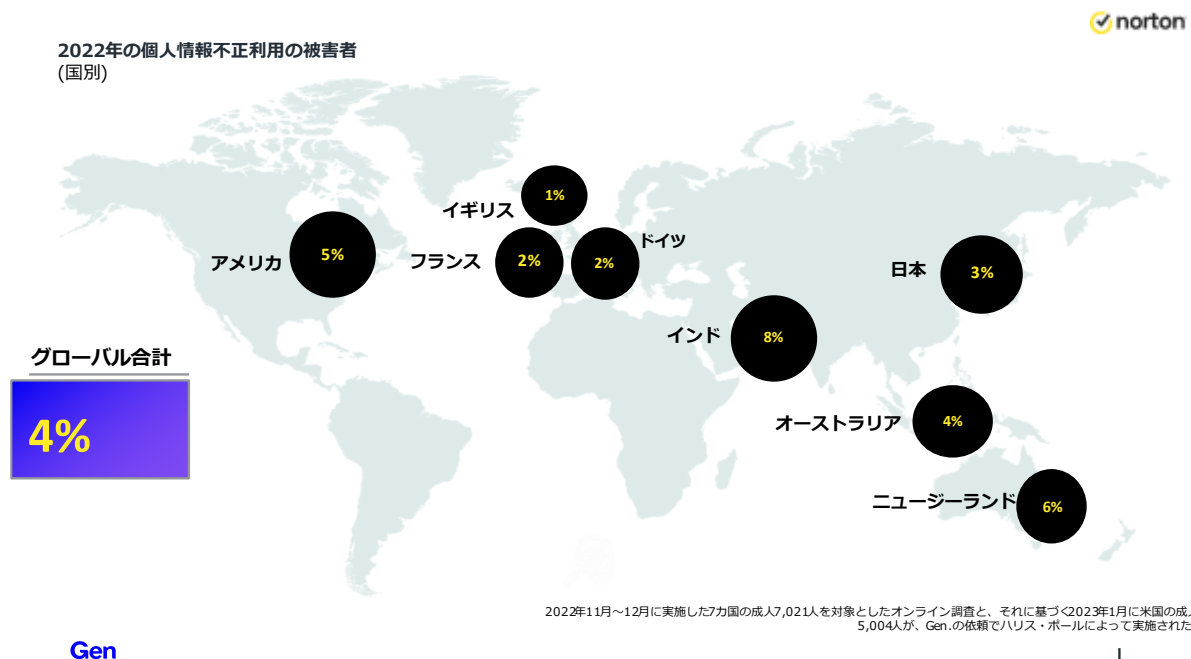 norton
2022年の個人情報不正利用の被害者
(国別)
1%
イギリス
ドイツ
アメリカ
5%
フランス
2%
2%
日本
3%
インド
8%
グローバル合計
4%
オーストラリア
4%
ニュージーランド
6%
2022年11月～12月に実施した7カ国の成人7,021人を対象としたオンライン調査と、それに基づく2023年1月に米国の成人
5,004人が、Gen.の依頼でハリス・ポールによって実施された
Gen